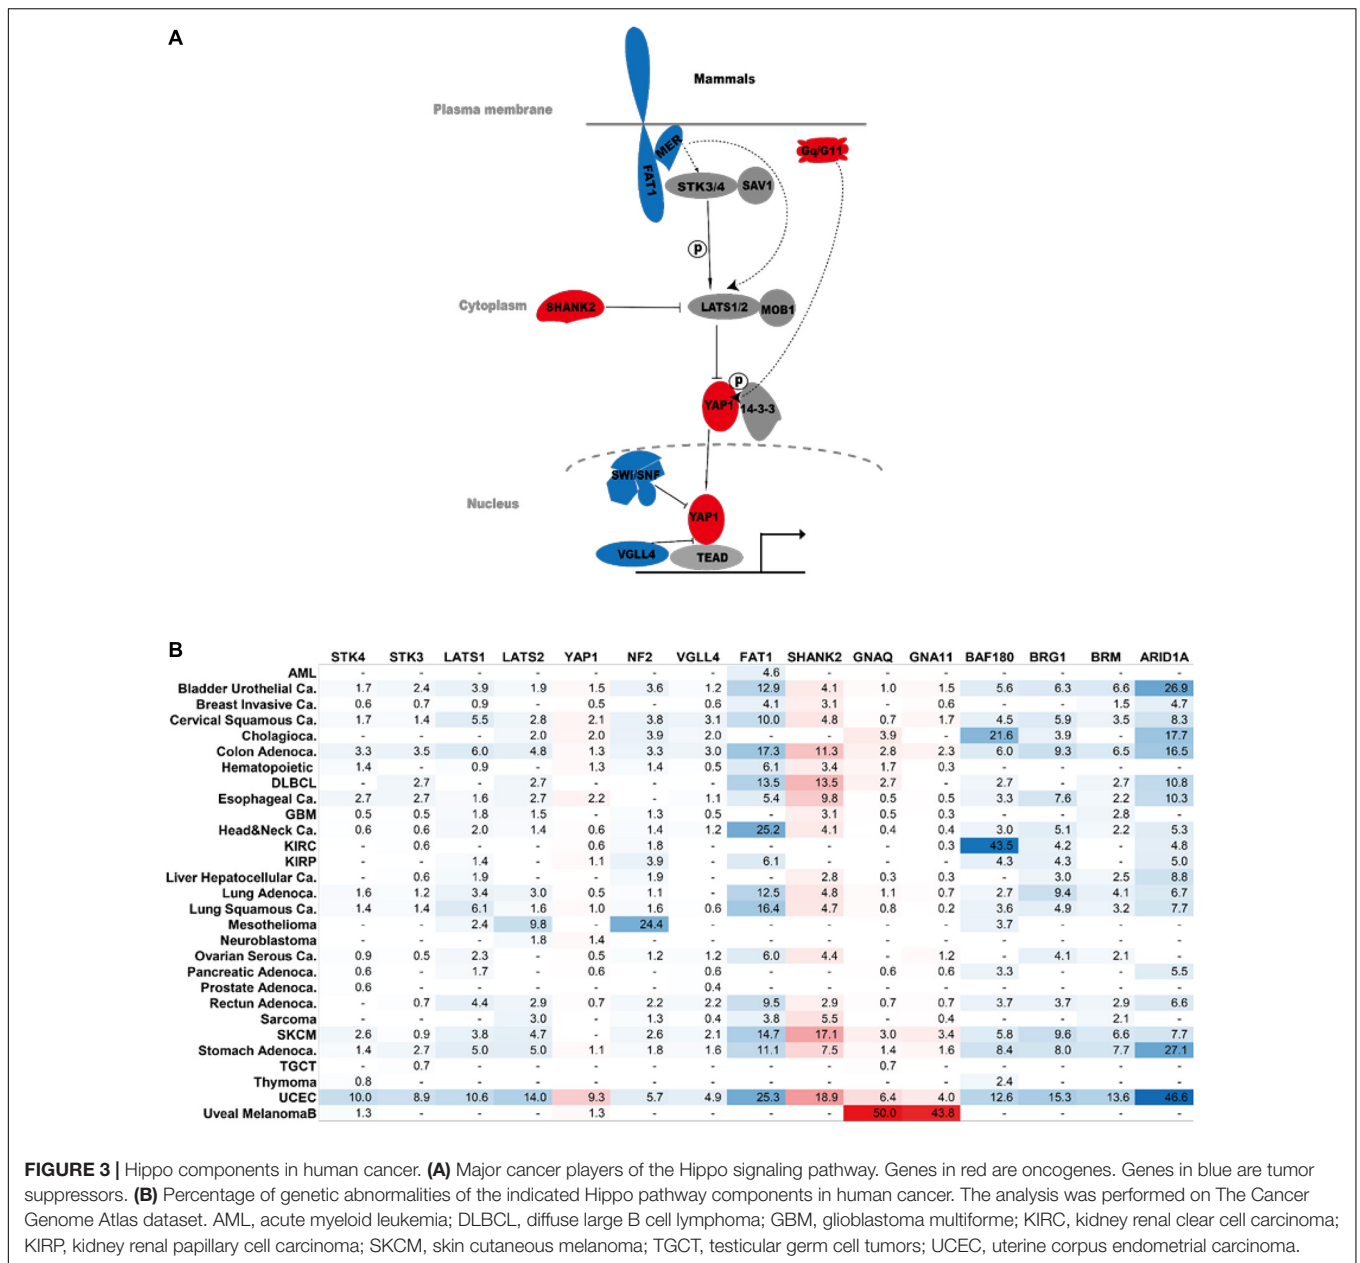 A
Mammals
Plasma membrane
MER
FAT1
Gq/G11
STK3/4
SAV1
p
Cytoplasm
SHANK2
LATS1/2
MOB1
p
YAP1
14-3-3
SWI/SNF
Nucleus
YAP1
VGLL4
TEAD
B
STK4 STK3 LATS1 LATS2 YAP1 NF2 VGLL4 FAT1 SHANK2 GNAQ GNA11 BAF180 BRG1 BRM ARID1A
AML - - - - - - - 4.6 - - - - - - -
Bladder Urothelial Ca. 1.7 2.4 3.9 1.9 1.5 3.6 1.2 12.9 4.1 1.0 1.5 5.6 6.3 6.6 26.9
Breast Invasive Ca. 0.6 0.7 0.9 - 0.5 - 0.6 4.1 3.1 - 0.6 - - 1.5 4.7
Cervical Squamous Ca. 1.7 1.4 5.5 2.8 2.1 3.8 3.1 10.0 4.8 0.7 1.7 4.5 5.9 3.5 8.3
Cholagioca. - - - 2.0 2.0 3.9 2.0 - - 3.9 - 21.6 3.9 - 17.7
Colon Adenoca. 3.3 3.5 6.0 4.8 1.3 3.3 3.0 17.3 11.3 2.8 2.3 6.0 9.3 6.5 16.5
Hematopoietic 1.4 - 0.9 - 1.3 1.4 0.5 6.1 3.4 1.7 0.3 - - - -
DLBCL - 2.7 - 2.7 - - - 13.5 13.5 2.7 - 2.7 - 2.7 10.8
Esophageal Ca. 2.7 2.7 1.6 2.7 2.2 - 1.1 5.4 9.8 0.5 0.5 3.3 7.6 2.2 10.3
GBM 0.5 0.5 1.8 1.5 - 1.3 0.5 - 3.1 0.5 0.3 - - 2.8 -
Head&Neck Ca. 0.6 0.6 2.0 1.4 0.6 1.4 1.2 25.2 4.1 0.4 0.4 3.0 5.1 2.2 5.3
KIRC - 0.6 - - 0.6 1.8 - - - - 0.3 43.5 4.2 - 4.8
KIRP - - 1.4 - 1.1 3.9 - 6.1 - - - 4.3 4.3 - 5.0
Liver Hepatocellular Ca. - 0.6 1.9 - - 1.9 - - 2.8 0.3 0.3 - 3.0 2.5 8.8
Lung Adenoca. 1.6 1.2 3.4 3.0 0.5 1.1 - 12.5 4.8 1.1 0.7 2.7 9.4 4.1 6.7
Lung Squamous Ca. 1.4 1.4 6.1 1.6 1.0 1.6 0.6 16.4 4.7 0.8 0.2 3.6 4.9 3.2 7.7
Mesothelioma - - 2.4 9.8 - 24.4 - - - - - 3.7 - - -
Neuroblastoma - - - 1.8 1.4 - - - - - - - - - -
Ovarian Serous Ca. 0.9 0.5 2.3 - 0.5 1.2 1.2 6.0 4.4 - 1.2 - 4.1 2.1 -
Pancreatic Adenoca. 0.6 - 1.7 - 0.6 - 0.6 - - 0.6 0.6 3.3 - - 5.5
Prostate Adenoca. 0.6 - - - - - 0.4 - - - - - - - -
Rectun Adenoca. - 0.7 4.4 2.9 0.7 2.2 2.2 9.5 2.9 0.7 0.7 3.7 3.7 2.9 6.6
Sarcoma - - - 3.0 - 1.3 0.4 3.8 5.5 - 0.4 - - 2.1 -
SKCM 2.6 0.9 3.8 4.7 - 2.6 2.1 14.7 17.1 3.0 3.4 5.8 9.6 6.6 7.7
Stomach Adenoca. 1.4 2.7 5.0 5.0 1.1 1.8 1.6 11.1 7.5 1.4 1.6 8.4 8.0 7.7 27.1
TGCT - 0.7 - - - - - - - 0.7 - - - - -
Thymoma 0.8 - - - - - - - - - - 2.4 - - -
UCEC 10.0 8.9 10.6 14.0 9.3 5.7 4.9 25.3 18.9 6.4 4.0 12.6 15.3 13.6 46.6
Uveal MelanomaB 1.3 - - - 1.3 - - - - 50.0 43.8 - - - -
FIGURE 3 | Hippo components in human cancer. (A) Major cancer players of the Hippo signaling pathway. Genes in red are oncogenes. Genes in blue are tumor
suppressors. (B) Percentage of genetic abnormalities of the indicated Hippo pathway components in human cancer. The analysis was performed on The Cancer
Genome Atlas dataset. AML, acute myeloid leukemia; DLBCL, diffuse large B cell lymphoma; GBM, glioblastoma multiforme; KIRC, kidney renal clear cell carcinoma;
KIRP, kidney renal papillary cell carcinoma; SKCM, skin cutaneous melanoma; TGCT, testicular germ cell tumors; UCEC, uterine corpus endometrial carcinoma.